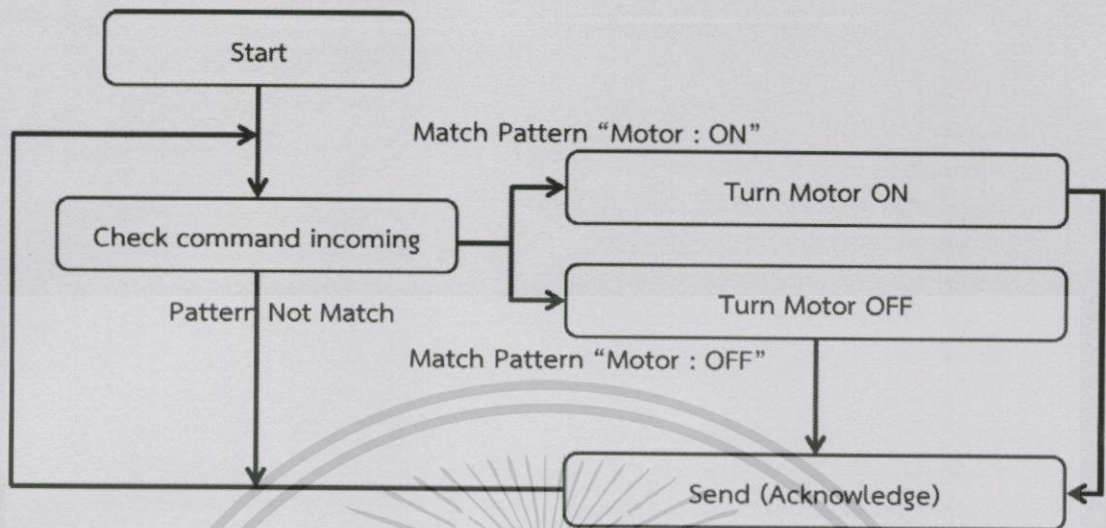 Start
Match Pattern “Motor : ON”
Turn Motor ON
Check command incoming
Turn Motor OFF
Pattern Not Match
Match Pattern “Motor : OFF”
Send (Acknowledge)